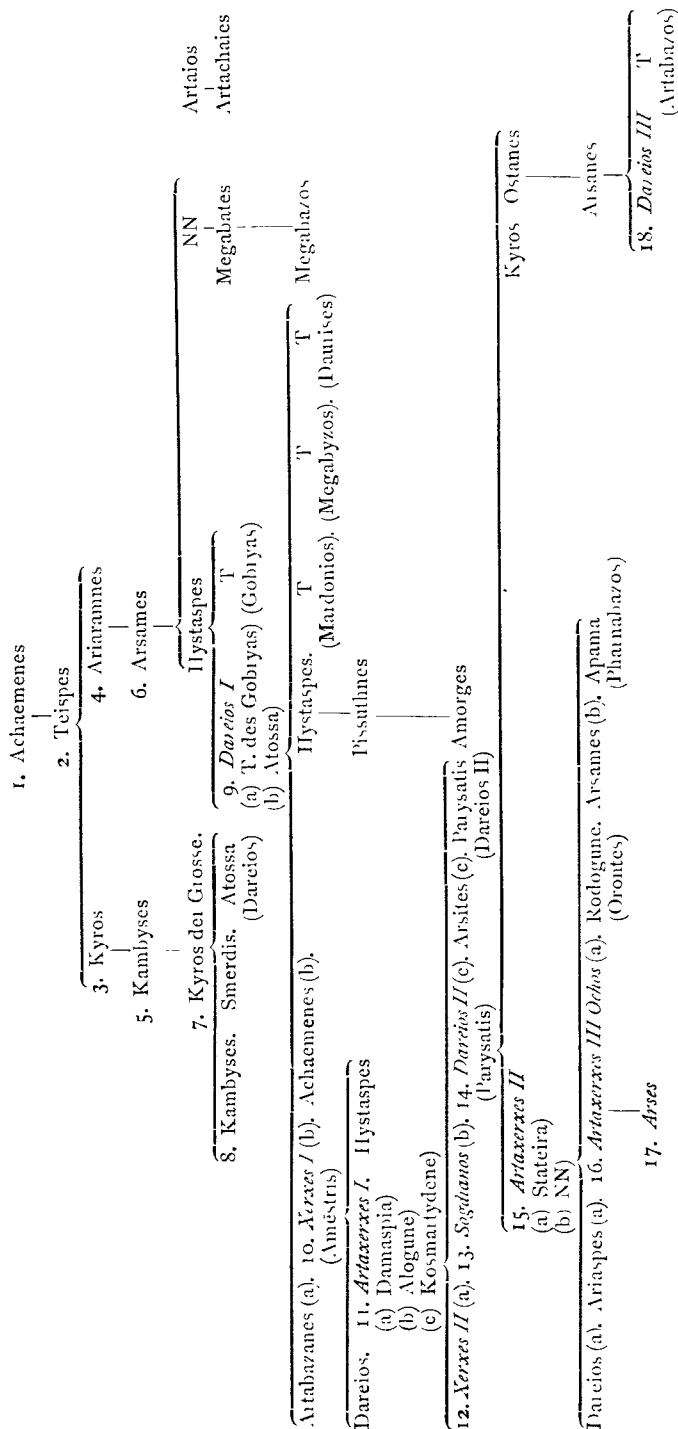 1. Achaemenes
2. Teispes
3. Kyros 4. Ariaramnes
5. Kambyses 6. Arsames
7. Kyros der Grosse. Hystaspes NN Artaios
Megabates Artachaies
8. Kambyses. Smerdis. Atossa 9. Dareios I T
(Dareios) (a) T. des Gobryas) (Gobryas)
(b) Atossa)
Artabazanes (a). 10. Xerxes I (b). Achaemenes (b). Hystaspes. T T T Megabazos
(Amēstris) (Mardonios). (Megabyzos). (Daunises)
Dareios. 11. Artaxerxes I. Hystaspes Pissuthnes
(a) Damaspia)
(b) Alogune)
(c) Kosmartydene)
12. Xerxes II (a). 13. Sogdianos (b). 14. Dareios II (c). Arsites (c). Parysatis Amorges
(Parysatis) (Dareios II)
15. Artaxerxes II Kyros Ostanes
(a) Stateira)
(b) NN)
Dareios (a). Ariaspes (a). 16. Artaxerxes III Ochos (a). Rodogune. Arsames (b). Apama Arsanes
(Orontes) (Pharnabazos)
17. Arses 18. Dareios III T
(Artabazos)